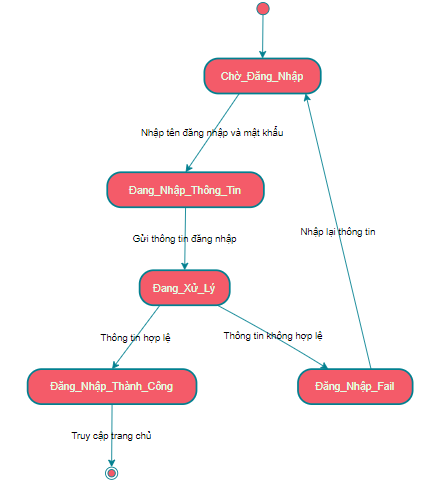 Chờ_Đăng_Nhập
Nhập tên đăng nhập và mật khẩu
Đang_Nhập_Thông_Tin
Nhập lại thông tin
Gửi thông tin đăng nhập
Đang_Xử_Lý
Thông tin hợp lệ
Thông tin không hợp lệ
Đăng_Nhập_Thành_Công
Đăng_Nhập_Fail
Truy cập trang chủ